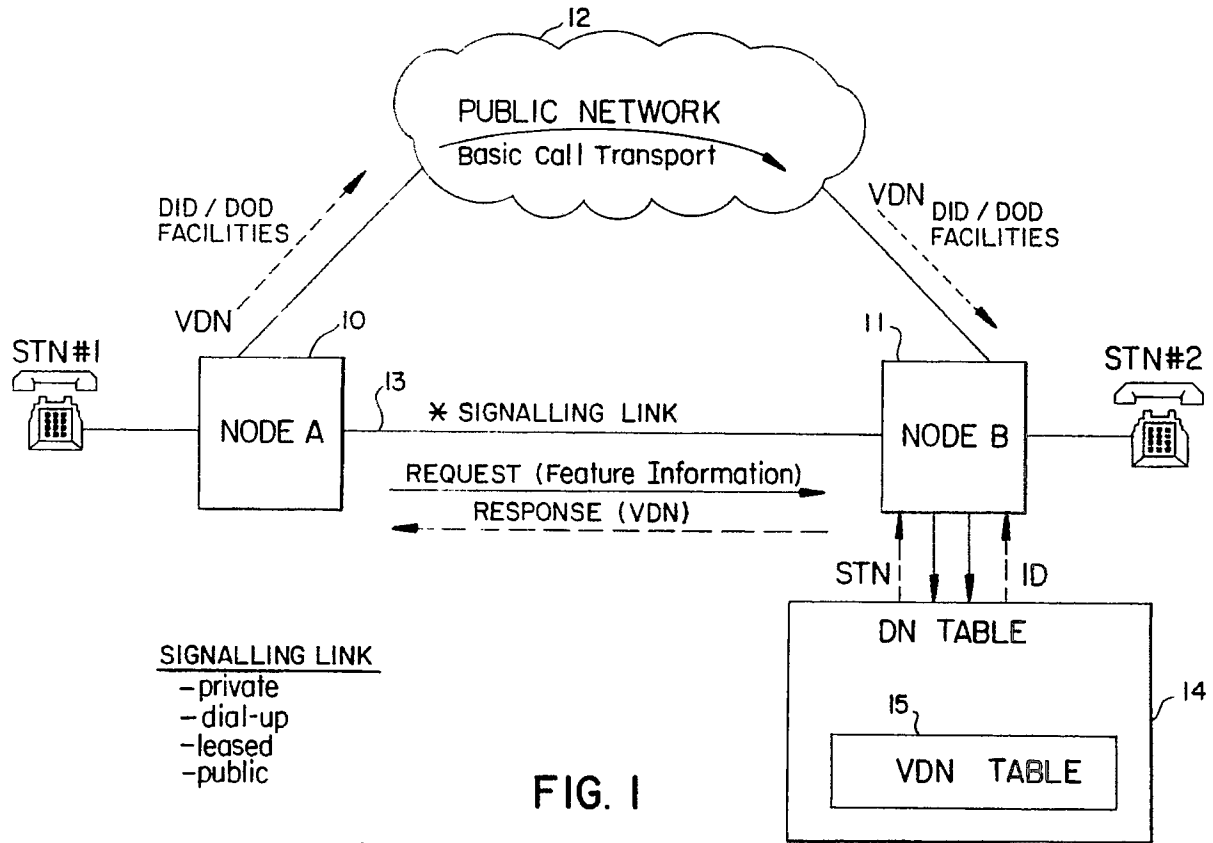 12
PUBLIC NETWORK
Basic Call Transport
DID / DOD
FACILITIES
VDN
VDN
DID / DOD
FACILITIES
10
11
STN#1
STN#2
13
* SIGNALLING LINK
NODE A
NODE B
REQUEST (Feature Information)
RESPONSE (VDN)
STN
ID
DN TABLE
SIGNALLING LINK
-private
-dial-up
-leased
-public
14
15
VDN TABLE
FIG. 1